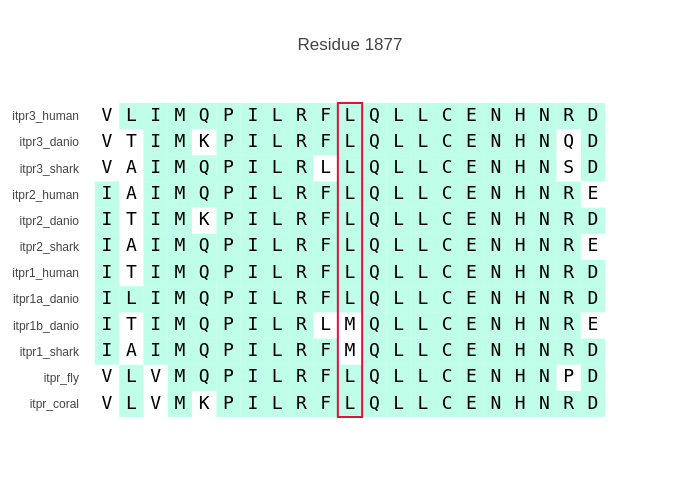 Residue 1877
itpr3_human V L I M Q P I L R F L Q L L C E N H N R D
itpr3_danio V T I M K P I L R F L Q L L C E N H N Q D
itpr3_shark V A I M Q P I L R L L Q L L C E N H N S D
itpr2_human I A I M Q P I L R F L Q L L C E N H N R E
itpr2_danio I T I M K P I L R F L Q L L C E N H N R D
itpr2_shark I A I M Q P I L R F L Q L L C E N H N R E
itpr1_human I T I M Q P I L R F L Q L L C E N H N R D
itpr1a_danio I L I M Q P I L R F L Q L L C E N H N R D
itpr1b_danio I T I M Q P I L R L M Q L L C E N H N R E
itpr1_shark I A I M Q P I L R F M Q L L C E N H N R D
itpr_fly V L V M Q P I L R F L Q L L C E N H N P D
itpr_coral V L V M K P I L R F L Q L L C E N H N R D